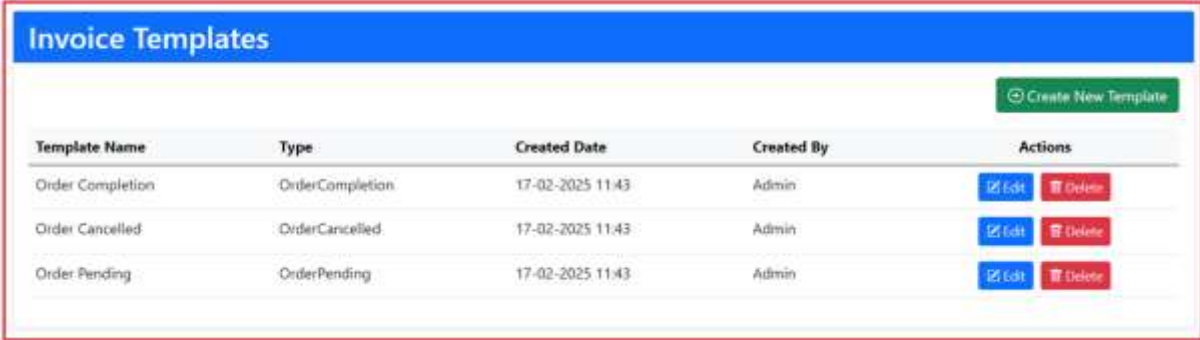 Invoice Templates
Create New Template
Template Name Type Created Date Created By Actions
Order Completion OrderCompletion 17-02-2025 11:43 Admin Edit Delete
Order Cancelled OrderCancelled 17-02-2025 11:43 Admin Edit Delete
Order Pending OrderPending 17-02-2025 11:43 Admin Edit Delete